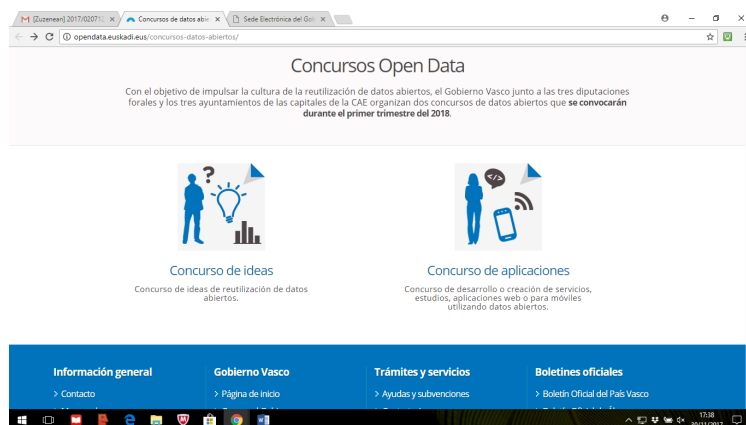 [Zuzenean] 2017/02071
Concursos de datos abie
Sede Electrónica del Gob
opendata.euskadi.eus/concursos-datos-abiertos/
Concursos Open Data
Con el objetivo de impulsar la cultura de la reutilización de datos abiertos, el Gobierno Vasco junto a las tres diputaciones
forales y los tres ayuntamientos de las capitales de la CAE organizan dos concursos de datos abiertos que se convocarán
durante el primer trimestre del 2018.
?
</>
Concurso de ideas
Concurso de ideas de reutilización de datos
abiertos.
Concurso de aplicaciones
Concurso de desarrollo o creación de servicios,
estudios, aplicaciones web o para móviles
utilizando datos abiertos.
Información general
> Contacto
Gobierno Vasco
> Página de inicio
Trámites y servicios
> Ayudas y subvenciones
Boletines oficiales
> Boletín Oficial del País Vasco
17:38
30/11/2017